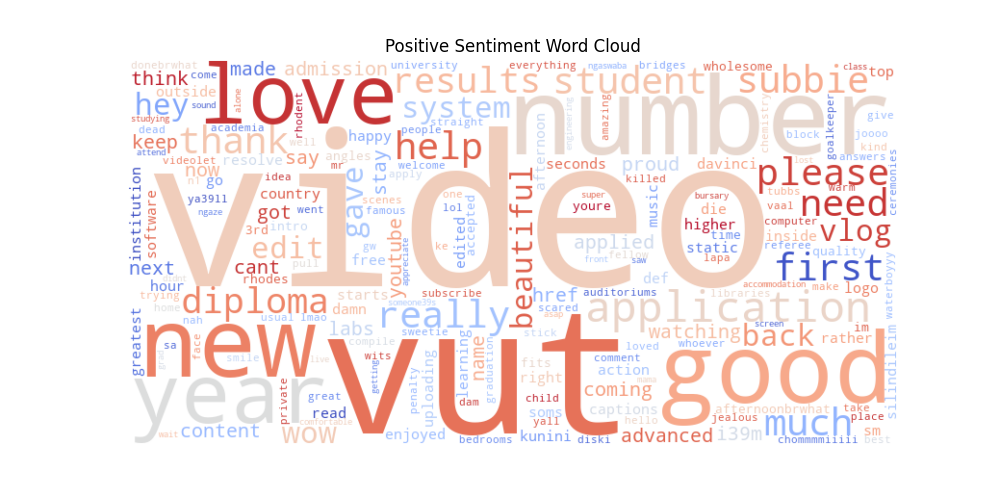 Positive Sentiment Word Cloud
donebrwhat
think
come
made
love
admission
university
everything
ngaswaba
bridges
wholesome
class
top
results
student
subbie
outside
hey
sound
alone
rhodent
system
number
amazing
engineering
chemistry
goalkeeper
give
studying
dead
academia
thank
well
happy
people
straight
afternoon
block
joooo
kind
keep
attend
videolet
resolve
say
angles
mr
stay
help
welcome
apply
seconds
proud
davinci
answers
lost
please
warm
ceremonies
institution
software
now
n1
go
ya3911
ngaze
idea
country
got
went
3rd
intro
gave
scenes
famous
gw
free
one
lol
ke
edited
accepted
beautiful
video
killed
super
youre
music
bursary
die
higher
time
static
lapa
tubbs
vaal
computer
inside
referee
need
vlog
quality
waterboyyy
next
hour
cant
rhodes
edit
pull
youtube
appreciate
applied
front
fellow
saw
def
first
accommodation
make
logo
trying
home
dnt
diploma
starts
damn
subscribe
someone39s
href
scared
auditoriums
libraries
application
greatest
nah
usual
lmao
labs
really
sweetie
asap
stick
screen
watching
back
im
rather
sa
face
grad
new
smile
live
compile
wits
getting
vut
learning
name
graduation
fits
right
loved
whoever
comment
action
mama
good
silindileim
year
private
great
read
comfortable
penalty
uploading
dam
child
soms
coming
captions
afternoonbrwhat
jealous
take
place
wait
content
wow
enjoyed
bedrooms
kunini
yall
diski
hello
advanced
i39m
much
chommmmiiiii
sm
best